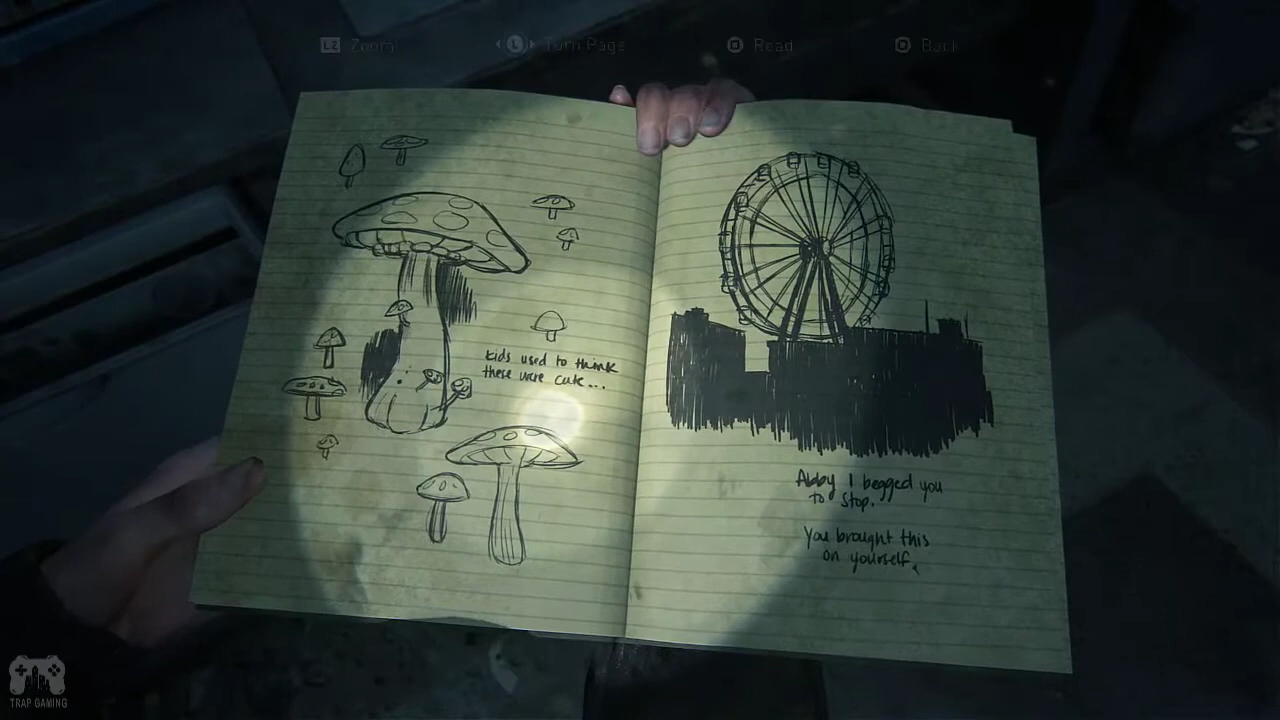 L2 Zoom L Turn Page Read Back
kids used to think
these were cute...
Abby I begged you
to stop.
You brought this
on yourself.
TRAP GAMING